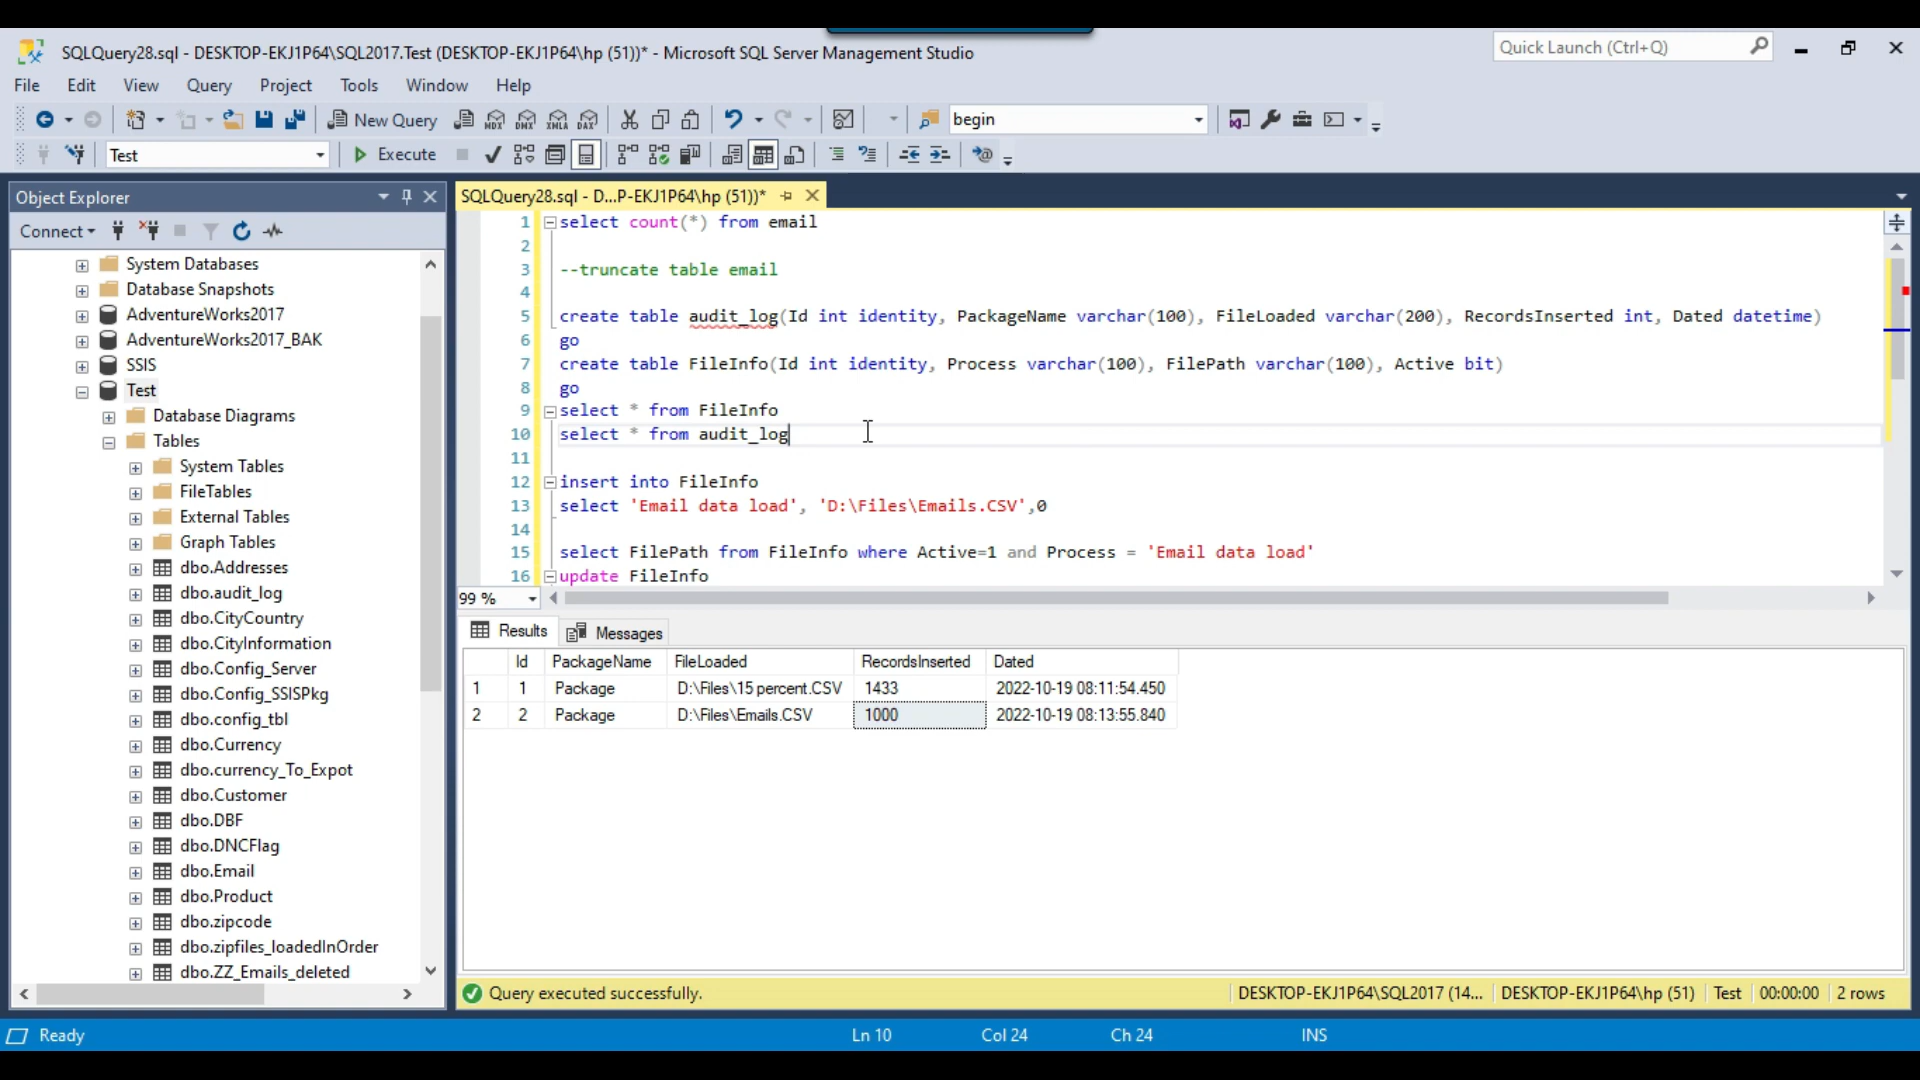 SQLQuery28.sql - DESKTOP-EKJ1P64\SQL2017.Test (DESKTOP-EKJ1P64\hp (51))* - Microsoft SQL Server Management Studio
Quick Launch (Ctrl+Q)
File Edit View Query Project Tools Window Help
New Query
MDX DMX XMLA DAX
begin
Test
Execute
Object Explorer
SQLQuery28.sql - D...P-EKJ1P64\hp (51))*
Connect
System Databases
Database Snapshots
AdventureWorks2017
AdventureWorks2017_BAK
SSIS
Test
Database Diagrams
Tables
System Tables
FileTables
External Tables
Graph Tables
dbo.Addresses
dbo.audit_log
dbo.CityCountry
dbo.CityInformation
dbo.Config_Server
dbo.Config_SSISPkg
dbo.config_tbl
dbo.Currency
dbo.currency_To_Expot
dbo.Customer
dbo.DBF
dbo.DNCFlag
dbo.Email
dbo.Product
dbo.zipcode
dbo.zipfiles_loadedInOrder
dbo.ZZ_Emails_deleted
1 select count(*) from email
2
3 --truncate table email
4
5 create table audit_log(Id int identity, PackageName varchar(100), FileLoaded varchar(200), RecordsInserted int, Dated datetime)
6 go
7 create table FileInfo(Id int identity, Process varchar(100), FilePath varchar(100), Active bit)
8 go
9 select * from FileInfo
10 select * from audit_log
11
12 insert into FileInfo
13 select 'Email data load', 'D:\Files\Emails.CSV',0
14
15 select FilePath from FileInfo where Active=1 and Process = 'Email data load'
16 update FileInfo
99 %
Results Messages
Id PackageName FileLoaded RecordsInserted Dated
1 1 Package D:\Files\15 percent.CSV 1433 2022-10-19 08:11:54.450
2 2 Package D:\Files\Emails.CSV 1000 2022-10-19 08:13:55.840
Query executed successfully.
DESKTOP-EKJ1P64\SQL2017 (14... DESKTOP-EKJ1P64\hp (51) Test 00:00:00 2 rows
Ready Ln 10 Col 24 Ch 24 INS